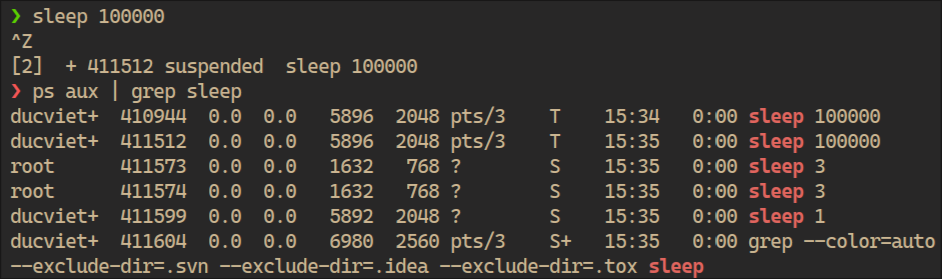 ❯ sleep 100000
^Z
[2]  + 411512 suspended  sleep 100000
❯ ps aux | grep sleep
ducviet+  410944  0.0  0.0   5896  2048 pts/3    T    15:34   0:00 sleep 100000
ducviet+  411512  0.0  0.0   5896  2048 pts/3    T    15:35   0:00 sleep 100000
root      411573  0.0  0.0   1632   768 ?        S    15:35   0:00 sleep 3
root      411574  0.0  0.0   1632   768 ?        S    15:35   0:00 sleep 3
ducviet+  411599  0.0  0.0   5892  2048 ?        S    15:35   0:00 sleep 1
ducviet+  411604  0.0  0.0   6980  2560 pts/3    S+   15:35   0:00 grep --color=auto
--exclude-dir=.svn --exclude-dir=.idea --exclude-dir=.tox sleep